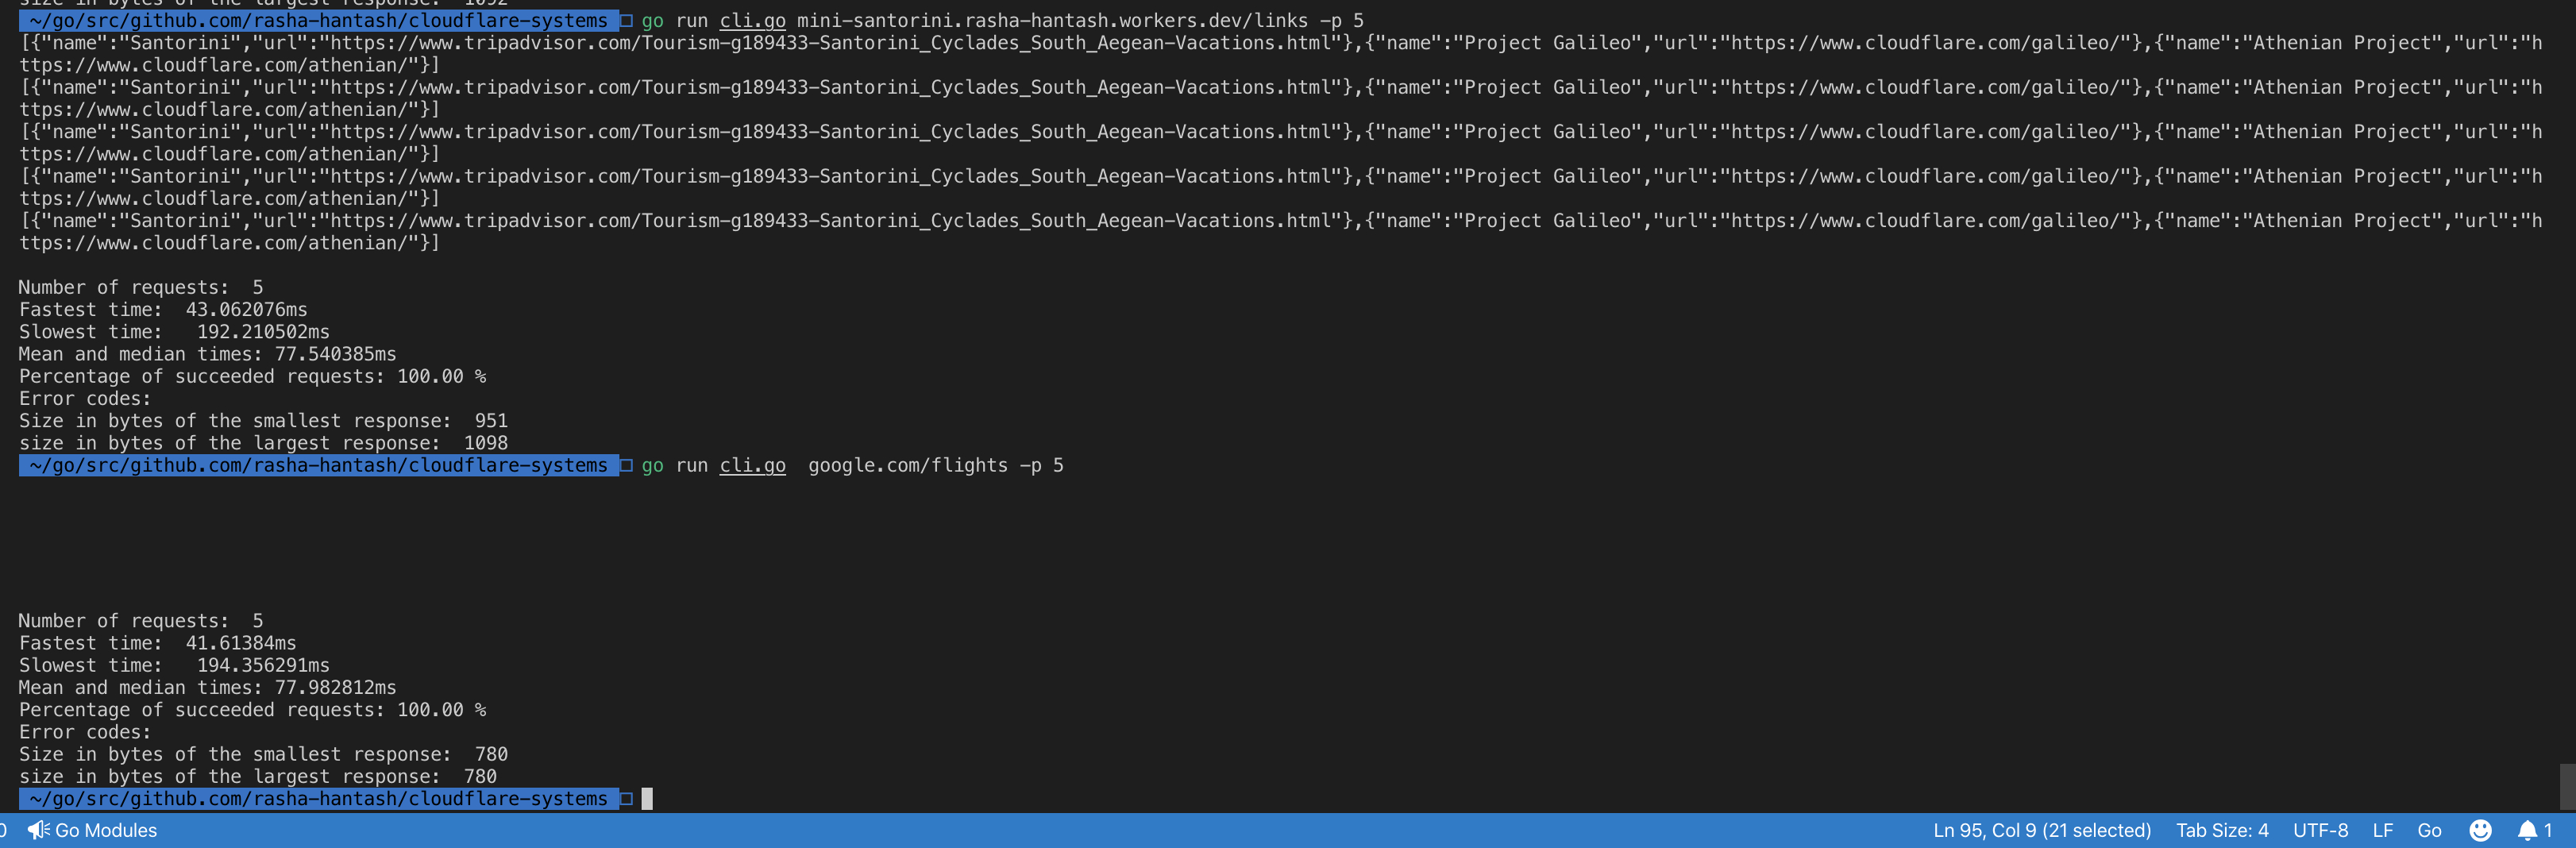 size in bytes of the largest response:  1092
~/go/src/github.com/rasha-hantash/cloudflare-systems □ go run cli.go mini-santorini.rasha-hantash.workers.dev/links -p 5
[{"name":"Santorini","url":"https://www.tripadvisor.com/Tourism-g189433-Santorini_Cyclades_South_Aegean-Vacations.html"},{"name":"Project Galileo","url":"https://www.cloudflare.com/galileo/"},{"name":"Athenian Project","url":"h
ttps://www.cloudflare.com/athenian/"}]
[{"name":"Santorini","url":"https://www.tripadvisor.com/Tourism-g189433-Santorini_Cyclades_South_Aegean-Vacations.html"},{"name":"Project Galileo","url":"https://www.cloudflare.com/galileo/"},{"name":"Athenian Project","url":"h
ttps://www.cloudflare.com/athenian/"}]
[{"name":"Santorini","url":"https://www.tripadvisor.com/Tourism-g189433-Santorini_Cyclades_South_Aegean-Vacations.html"},{"name":"Project Galileo","url":"https://www.cloudflare.com/galileo/"},{"name":"Athenian Project","url":"h
ttps://www.cloudflare.com/athenian/"}]
[{"name":"Santorini","url":"https://www.tripadvisor.com/Tourism-g189433-Santorini_Cyclades_South_Aegean-Vacations.html"},{"name":"Project Galileo","url":"https://www.cloudflare.com/galileo/"},{"name":"Athenian Project","url":"h
ttps://www.cloudflare.com/athenian/"}]
[{"name":"Santorini","url":"https://www.tripadvisor.com/Tourism-g189433-Santorini_Cyclades_South_Aegean-Vacations.html"},{"name":"Project Galileo","url":"https://www.cloudflare.com/galileo/"},{"name":"Athenian Project","url":"h
ttps://www.cloudflare.com/athenian/"}]
Number of requests:  5
Fastest time:  43.062076ms
Slowest time:   192.210502ms
Mean and median times: 77.540385ms
Percentage of succeeded requests: 100.00 %
Error codes:
Size in bytes of the smallest response:  951
size in bytes of the largest response:  1098
~/go/src/github.com/rasha-hantash/cloudflare-systems □ go run cli.go  google.com/flights -p 5
Number of requests:  5
Fastest time:  41.61384ms
Slowest time:   194.356291ms
Mean and median times: 77.982812ms
Percentage of succeeded requests: 100.00 %
Error codes:
Size in bytes of the smallest response:  780
size in bytes of the largest response:  780
~/go/src/github.com/rasha-hantash/cloudflare-systems □
0 Go Modules Ln 95, Col 9 (21 selected) Tab Size: 4 UTF-8 LF Go 1